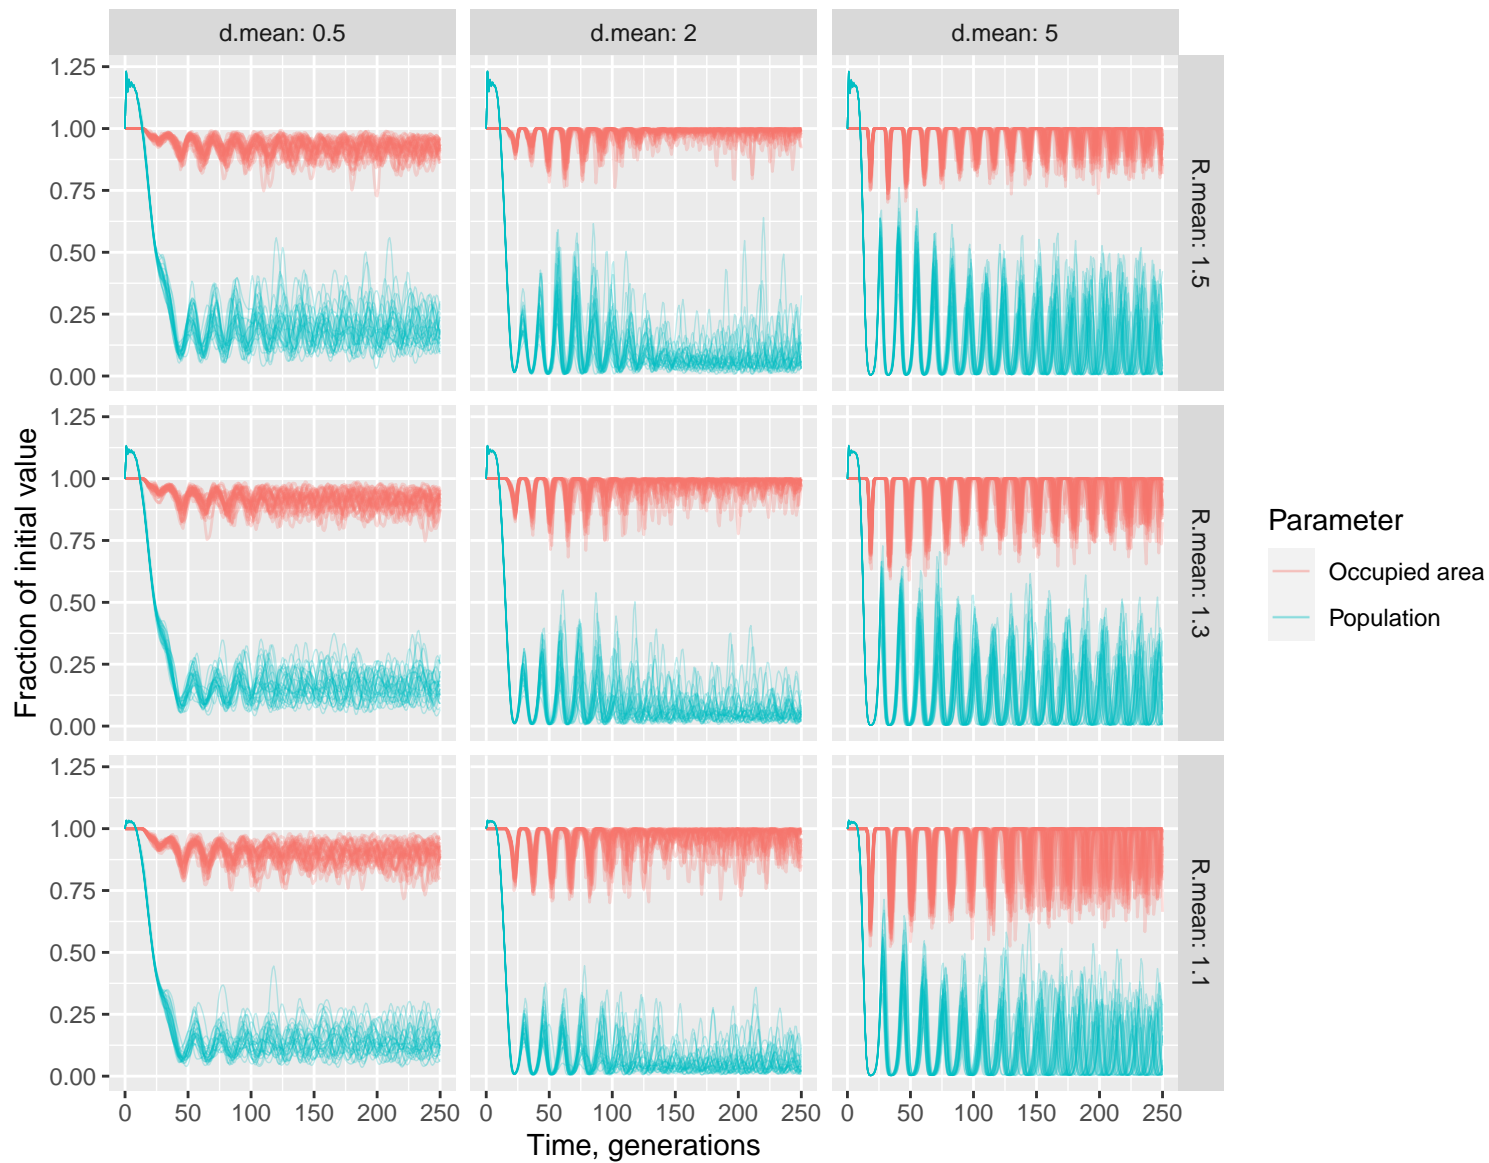 d.mean: 0.5 d.mean: 2 d.mean: 5
1.25
1.00
0.75
0.50
0.25
0.00
R.mean: 1.5
1.25
1.00
0.75
0.50
0.25
0.00
R.mean: 1.3
1.25
1.00
0.75
0.50
0.25
0.00
R.mean: 1.1
0 50 100 150 200 250 0 50 100 150 200 250 0 50 100 150 200 250
Time, generations
Fraction of initial value
Parameter
Occupied area
Population